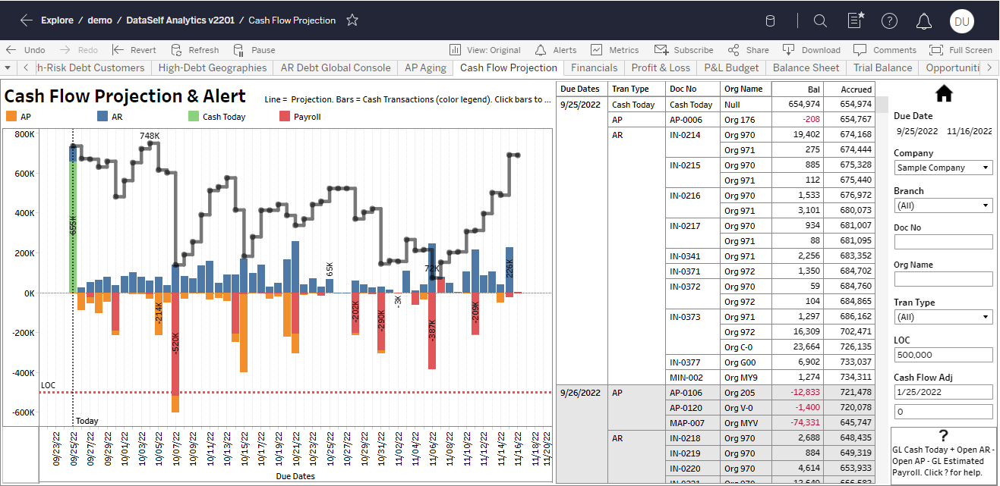 Explore / demo / DataSelf Analytics v2201 / Cash Flow Projection
DU
Undo Redo Revert Refresh Pause View: Original Alerts Metrics Subscribe Share Download Comments Full Screen
h-Risk Debt Customers High-Debt Geographies AR Debt Global Console AP Aging Cash Flow Projection Financials Profit & Loss P&L Budget Balance Sheet Trial Balance Opportuniti
Cash Flow Projection & Alert
Line = Projection. Bars = Cash Transactions (color legend). Click bars to ...
AP AR Cash Today Payroll
800K
600K
400K
200K
0K
-200K
-400K
-600K
748K
655K
-214K
-520K
65K
-202K
-290K
-3K
72K
-387K
-209K
226K
LOC
Today
09/23/22 09/25/22 09/27/22 09/29/22 10/01/22 10/03/22 10/05/22 10/07/22 10/09/22 10/11/22 10/13/22 10/15/22 10/17/22 10/19/22 10/21/22 10/23/22 10/25/22 10/27/22 10/29/22 10/31/22 11/02/22 11/04/22 11/06/22 11/08/22 11/10/22 11/12/22 11/14/22 11/16/22 11/18/22 11/20/22
Due Dates
Due Dates Tran Type Doc No Org Name Bal Accrued
9/25/2022 Cash Today Cash Today Null 654,974 654,974
AP AP-0006 Org 176 -208 654,767
AR IN-0214 Org 970 19,402 674,168
Org 971 275 674,444
IN-0215 Org 970 885 675,328
Org 971 112 675,440
IN-0216 Org 970 1,533 676,972
Org 971 3,101 680,073
IN-0217 Org 970 934 681,007
Org 971 88 681,095
IN-0341 Org 971 2,256 683,352
IN-0371 Org 972 1,350 684,702
IN-0372 Org 970 59 684,760
Org 972 104 684,865
IN-0373 Org 971 1,297 686,162
Org 972 16,309 702,471
Org C-0 23,664 726,135
IN-0377 Org G00 6,902 733,037
MIN-002 Org MY9 1,274 734,311
9/26/2022 AP AP-0106 Org 205 -12,833 721,478
AP-0120 Org V-0 -1,400 720,078
MAP-007 Org MYV -74,331 645,747
AR IN-0218 Org 970 2,688 648,435
IN-0219 Org 970 884 649,319
IN-0220 Org 970 4,614 653,933
Due Date
9/25/2022 11/16/2022
Company
Sample Company
Branch
(All)
Doc No
Org Name
Tran Type
(All)
LOC
500,000
Cash Flow Adj
1/25/2022
0
?
GL Cash Today + Open AR -
Open AP - GL Estimated
Payroll. Click ? for help.